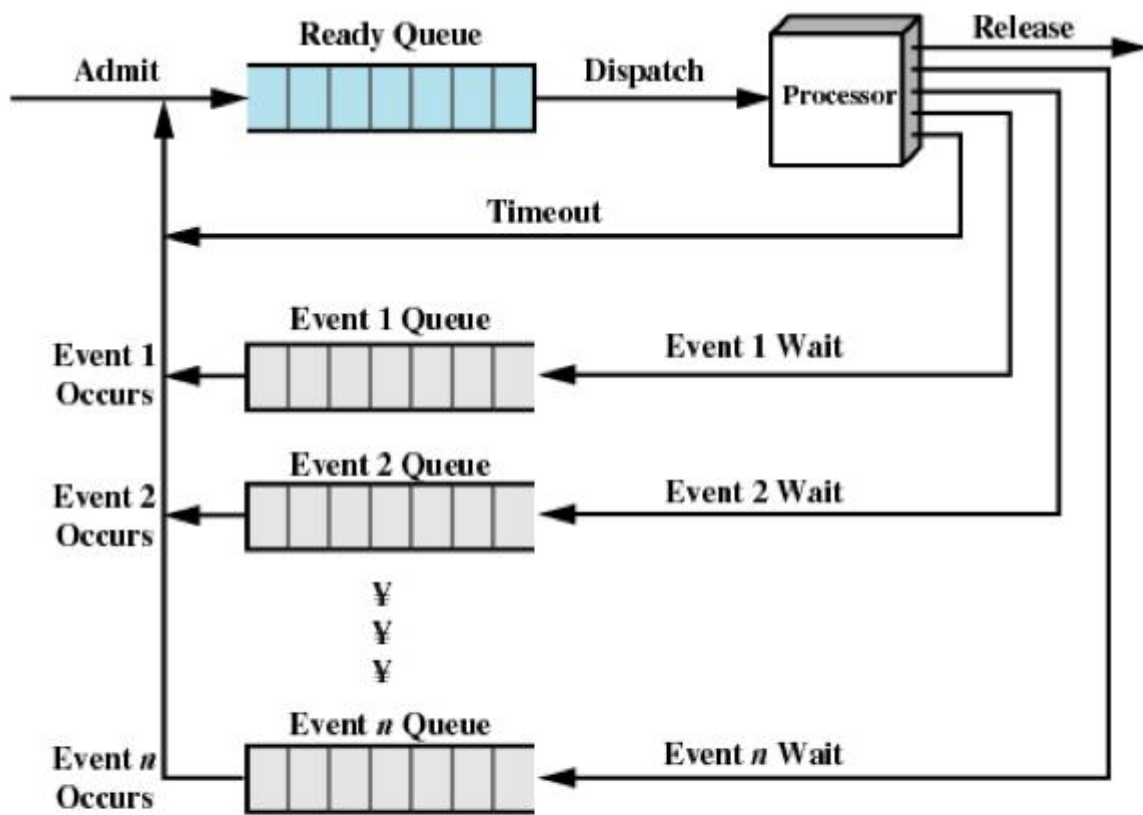 Ready Queue
Release
Admit
Dispatch
Processor
Timeout
Event 1 Queue
Event 1
Occurs
Event 1 Wait
Event 2 Queue
Event 2
Occurs
Event 2 Wait
¥
¥
¥
Event n Queue
Event n
Occurs
Event n Wait